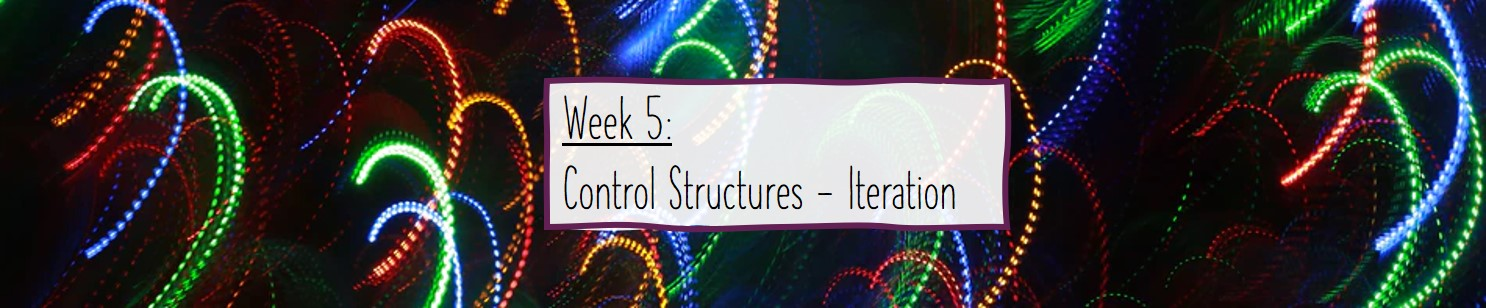 Week 5:
Control Structures – Iteration